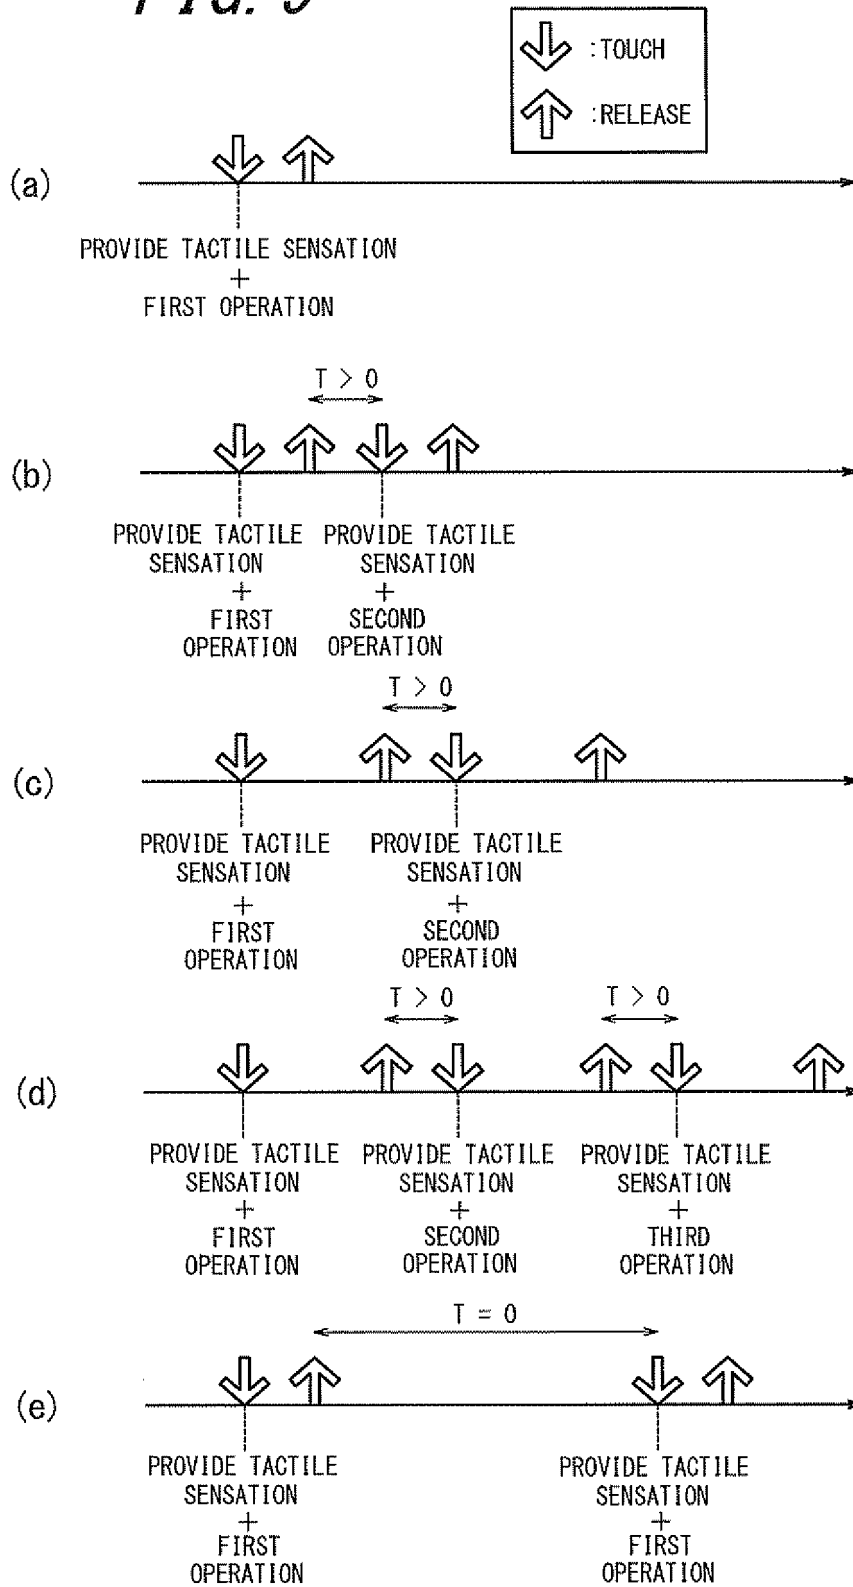 :TOUCH
:RELEASE
(a)
PROVIDE TACTILE SENSATION
+
FIRST OPERATION
T > 0
(b)
PROVIDE TACTILE PROVIDE TACTILE
SENSATION SENSATION
+ +
FIRST SECOND
OPERATION OPERATION
T > 0
(c)
PROVIDE TACTILE PROVIDE TACTILE
SENSATION SENSATION
+ +
FIRST SECOND
OPERATION OPERATION
T > 0 T > 0
(d)
PROVIDE TACTILE PROVIDE TACTILE PROVIDE TACTILE
SENSATION SENSATION SENSATION
+ + +
FIRST SECOND THIRD
OPERATION OPERATION OPERATION
T = 0
(e)
PROVIDE TACTILE PROVIDE TACTILE
SENSATION SENSATION
+ +
FIRST FIRST
OPERATION OPERATION